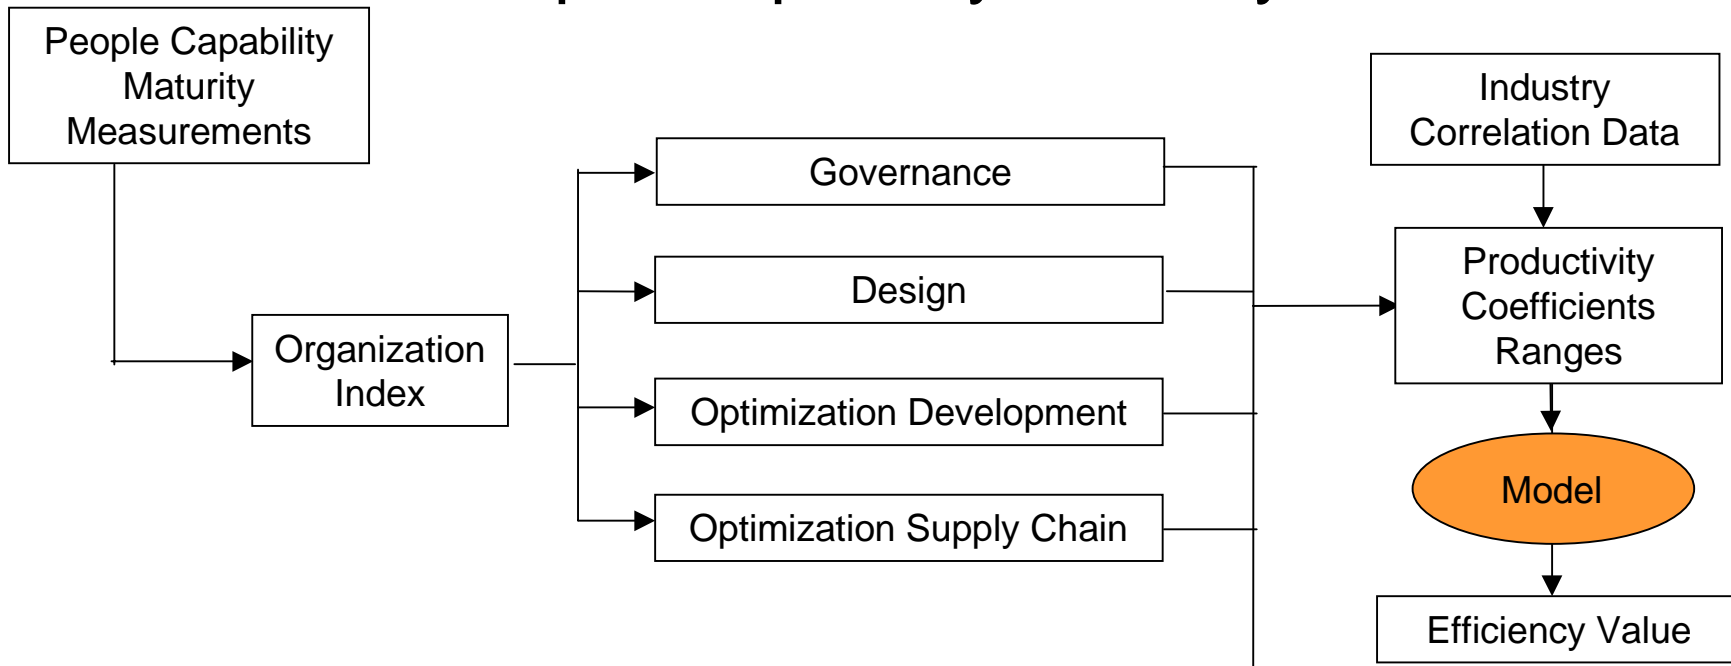 People Capability
Maturity
Measurements
Industry
Correlation Data
Governance
Productivity
Coefficients
Ranges
Design
Organization
Index
Optimization Development
Model
Optimization Supply Chain
Efficiency Value